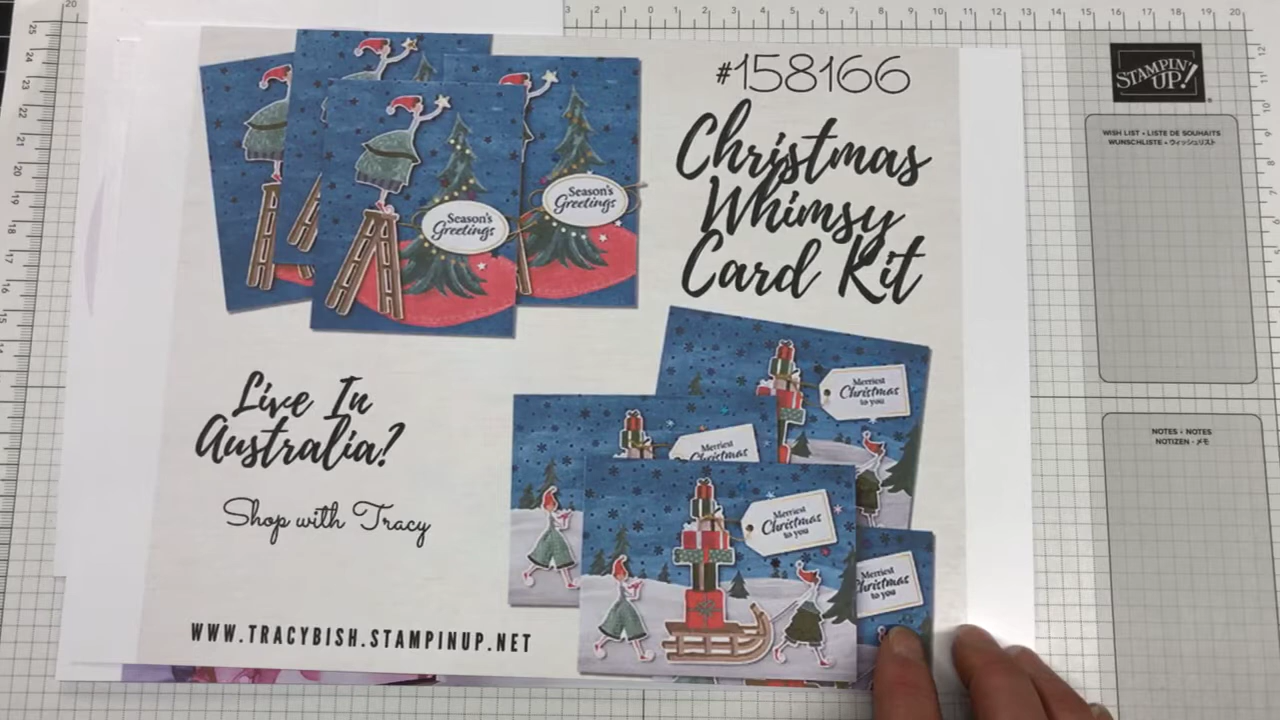 #158166
Christmas
Whimsy
Card Kit
Season's
Greetings
Season's
Greetings
Live In
Australia?
Shop with Tracy
WWW.TRACYBISH.STAMPINUP.NET
Merriest
Christmas
to you
Merriest
Christmas
Merriest
Christmas
to you
Merriest
Christmas
to you
STAMPIN' UP!
WISH LIST • LISTE DE SOUHAITS
WUNSCHLISTE • ウィッシュリスト
NOTES • NOTES
NOTIZEN • メモ